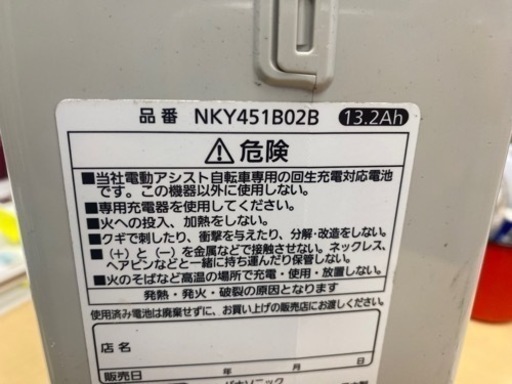 品番 NKY451B02B 13.2Ah
危険
■当社電動アシスト自転車専用の回生充電対応電池
です。この機器以外に使用しない。
■専用充電器を使用してください。
■火への投入、加熱をしない。
■クギで刺したり、衝撃を与えたり、分解・改造をしない。
■(+)と(−)を金属などで接触させない。ネックレス、
ヘアピンなどと一緒に持ち運んだり保管しない。
■火のそばなど高温の場所で充電・使用・放置しない。
発熱・発火・破裂の原因となります
使用済み電池は廃棄せずに、お買い上げの販売店にお渡しください。
店名
販売日 年 月 日
パナソニック